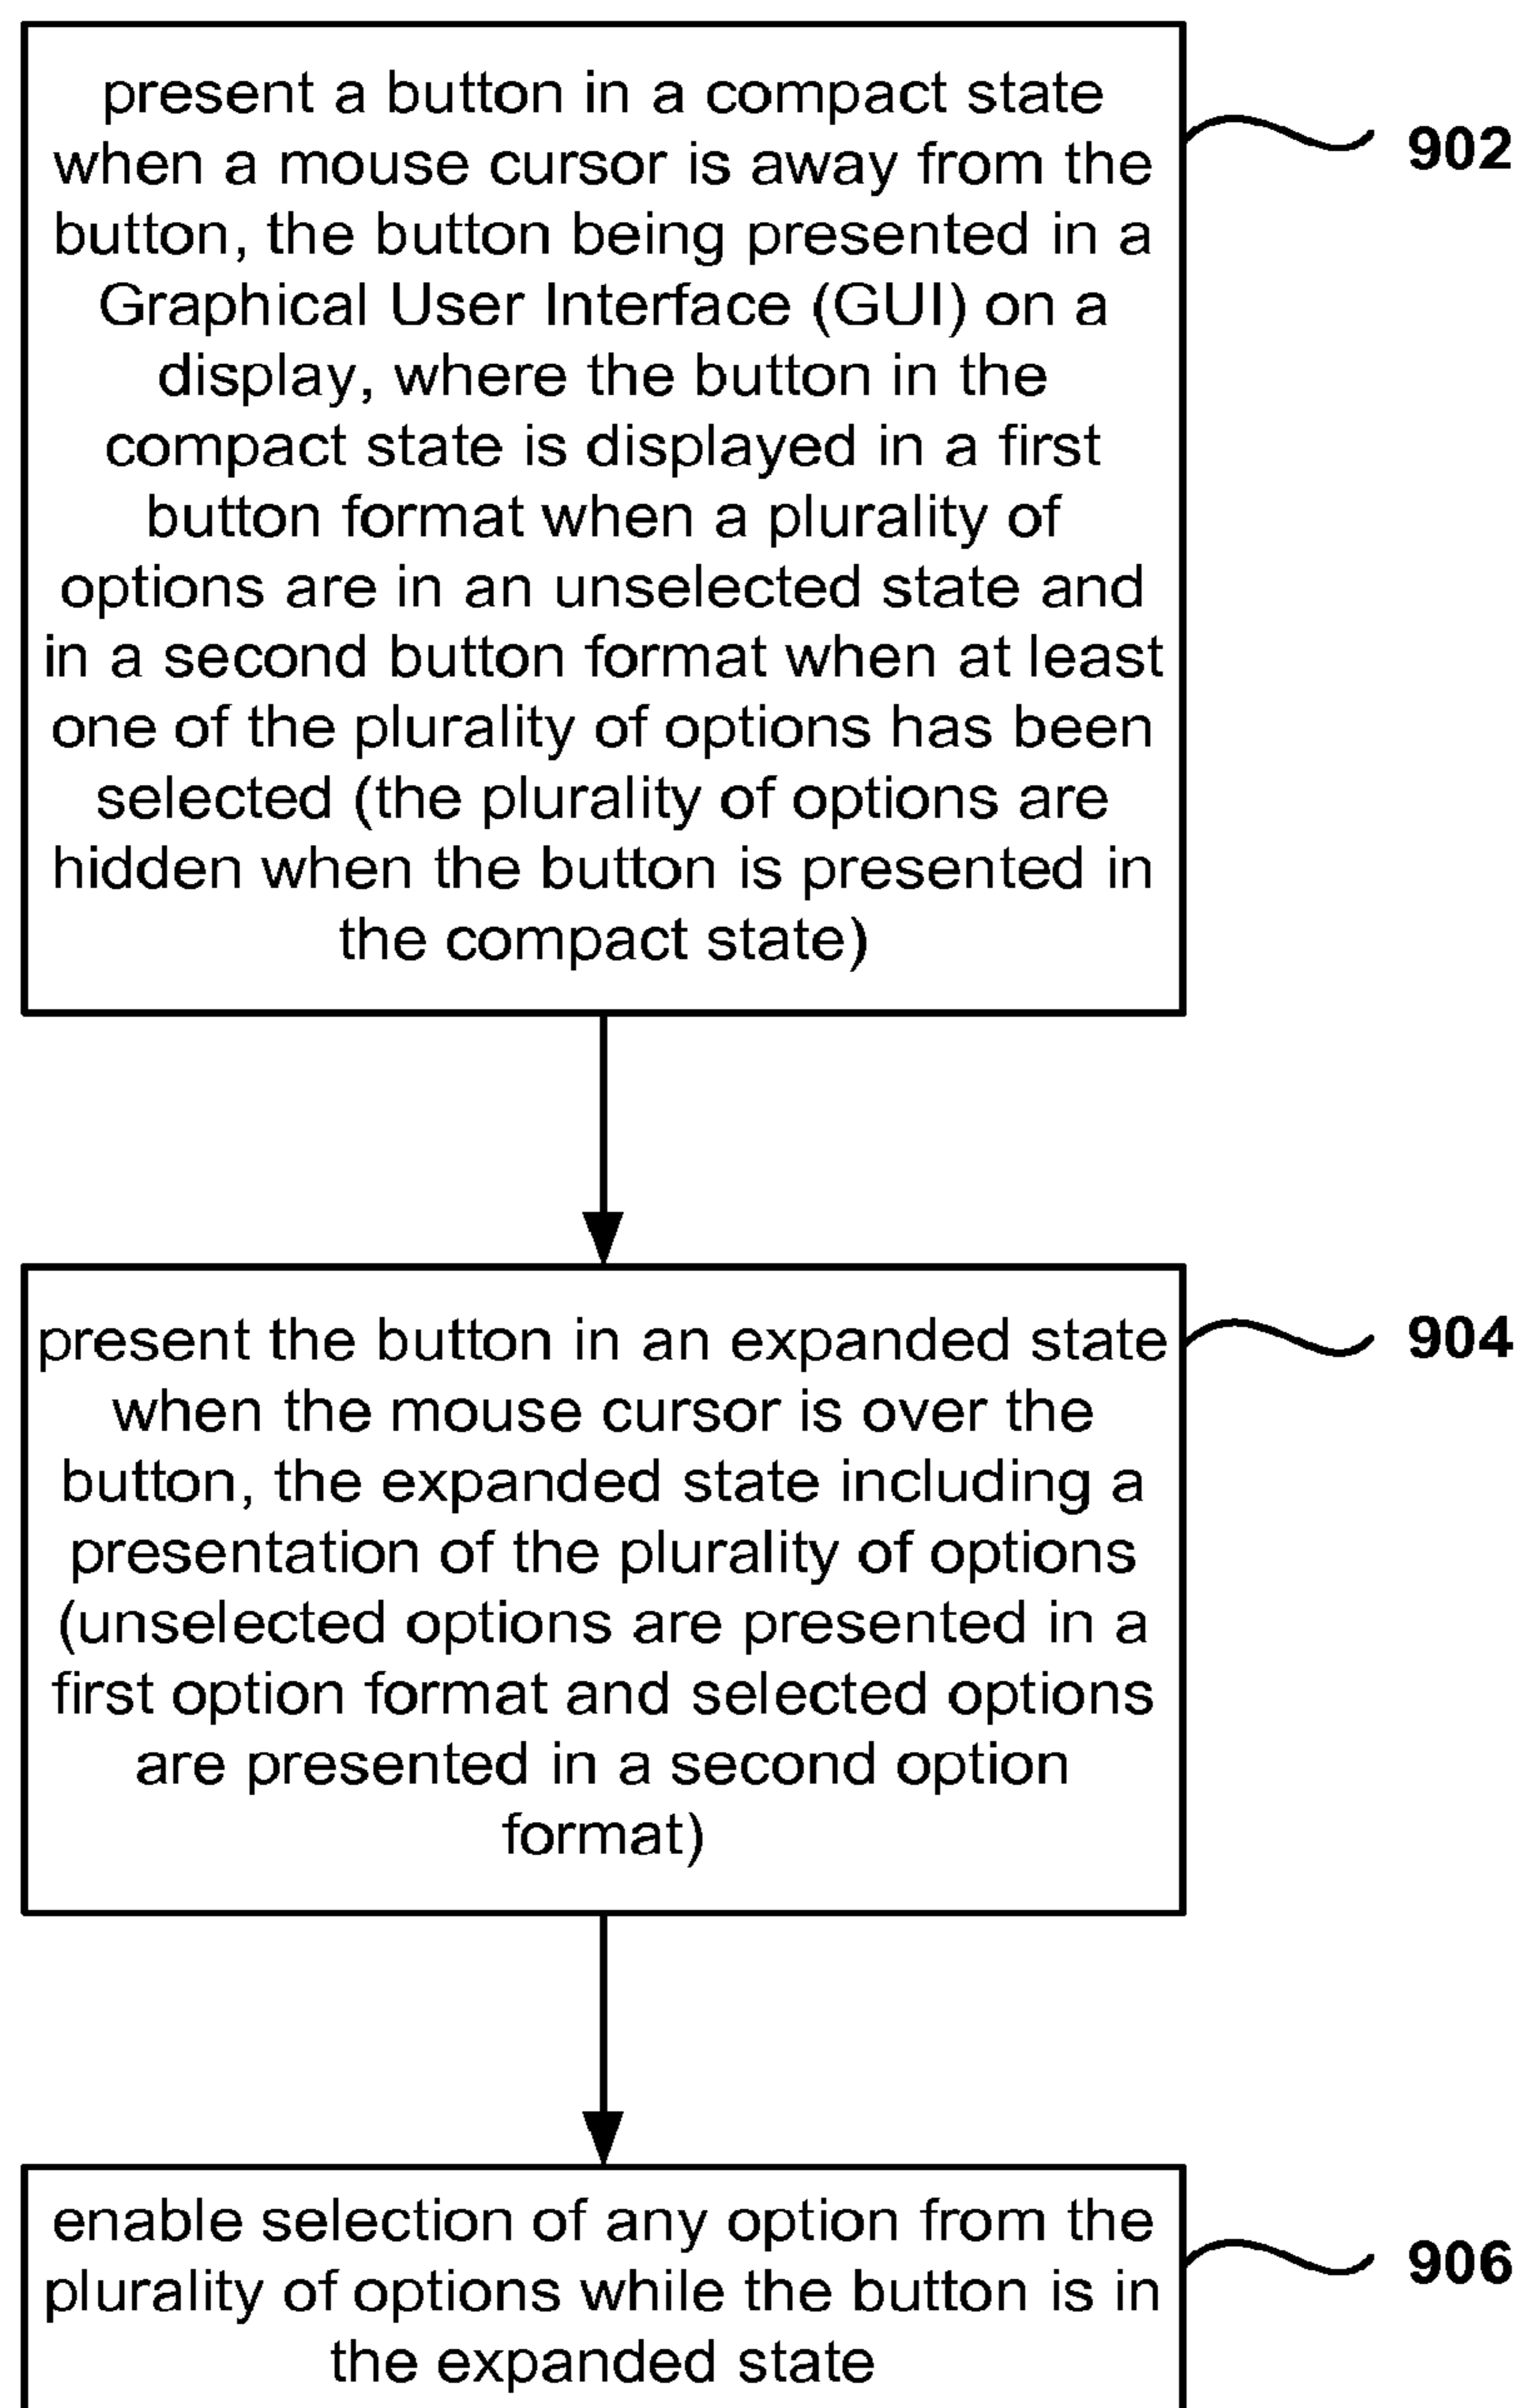 present a button in a compact state
when a mouse cursor is away from the
button, the button being presented in a
Graphical User Interface (GUI) on a
display, where the button in the
compact state is displayed in a first
button format when a plurality of
options are in an unselected state and
in a second button format when at least
one of the plurality of options has been
selected (the plurality of options are
hidden when the button is presented in
the compact state)
902
present the button in an expanded state
when the mouse cursor is over the
button, the expanded state including a
presentation of the plurality of options
(unselected options are presented in a
first option format and selected options
are presented in a second option
format)
904
enable selection of any option from the
plurality of options while the button is in
the expanded state
906